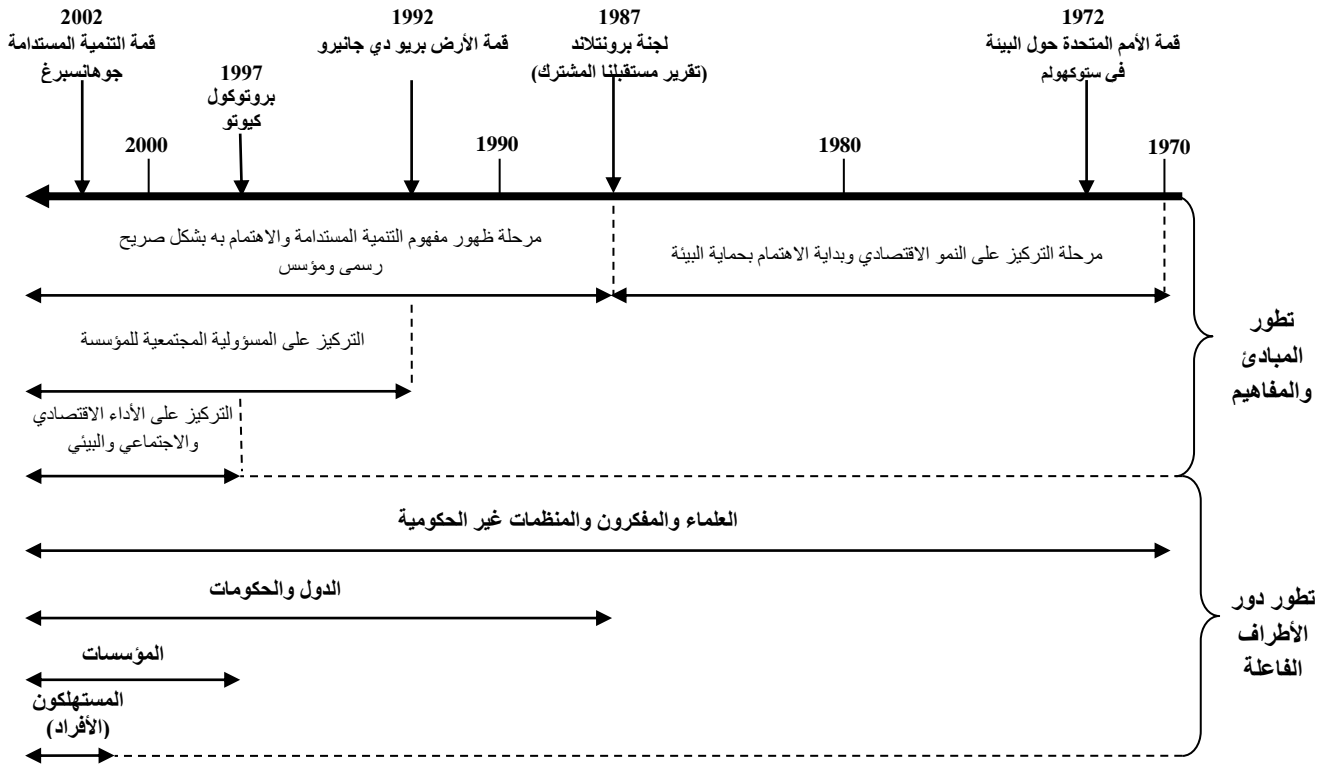 1972
قمة الأمم المتحدة حول البيئة
في ستوكهولم
1987
لجنة برونتلاند
(تقرير مستقبلنا المشترك)
1992
قمة الأرض بريو دي جانيرو
1997
بروتوكول
كيوتو
2002
قمة التنمية المستدامة
جوهانسبرغ
1970
1980
1990
2000
مرحلة التركيز على النمو الاقتصادي وبداية الاهتمام بحماية البيئة
مرحلة ظهور مفهوم التنمية المستدامة والاهتمام به بشكل صريح
رسمي ومؤسس
التركيز على المسؤولية المجتمعية للمؤسسة
التركيز على الأداء الاقتصادي
والاجتماعي والبيئي
تطور
المبادئ
والمفاهيم
العلماء والمفكرون والمنظمات غير الحكومية
الدول والحكومات
المؤسسات
المستهلكون
(الأفراد)
تطور دور
الأطراف
الفاعلة